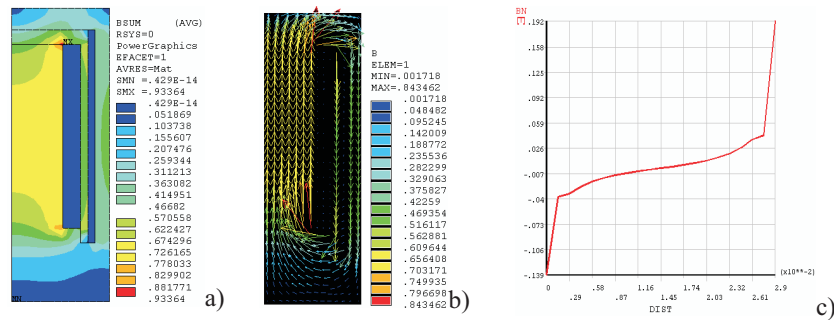 BSUM (AVG)
RSYS=0
PowerGraphics
EFACET=1
AVRES=Mat
SMN =.429E-14
SMX =.93364
.429E-14
.051869
.103738
.155607
.207476
.259344
.311213
.363082
.414951
.46682
.570558
.622427
.674296
.726165
.778033
.829902
.881771
.93364
MX
MN
a)
B
ELEM=1
MIN=.001718
MAX=.843462
.001718
.048482
.095245
.142009
.188772
.235536
.282299
.329063
.375827
.42259
.469354
.516117
.562881
.609644
.656408
.703171
.749935
.796698
.843462
b)
BN
.192
.158
.125
.092
.059
.026
-.007
-.04
-.073
-.106
-.139
0
.29
.58
.87
1.16
1.45
1.74
2.03
2.32
2.61
2.9
(x10**-2)
DIST
c)